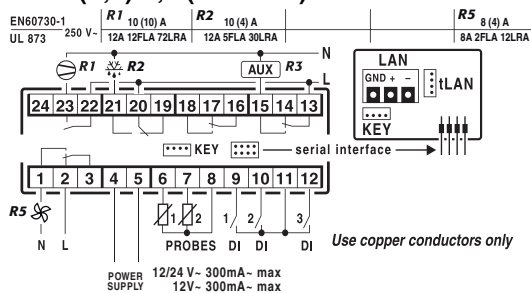 EN60730-1
UL 873
250 V~
R1 10 (10) A
12A 12FLA 72LRA
R2 10 (4) A
12A 5FLA 30LRA
R5 8 (4) A
8A 2FLA 12LRA
N
R1 R2 AUX R3
L
24 23 22 21 20 19 18 17 16 15 14 13
LAN
GND + -
tLAN
KEY
KEY serial interface
1 2 3 4 5 6 7 8 9 10 11 12
R5
1 2 1 2 3
N L PROBES DI DI DI
Use copper conductors only
POWER SUPPLY
12/24 V~ 300mA~ max
12V~ 300mA~ max